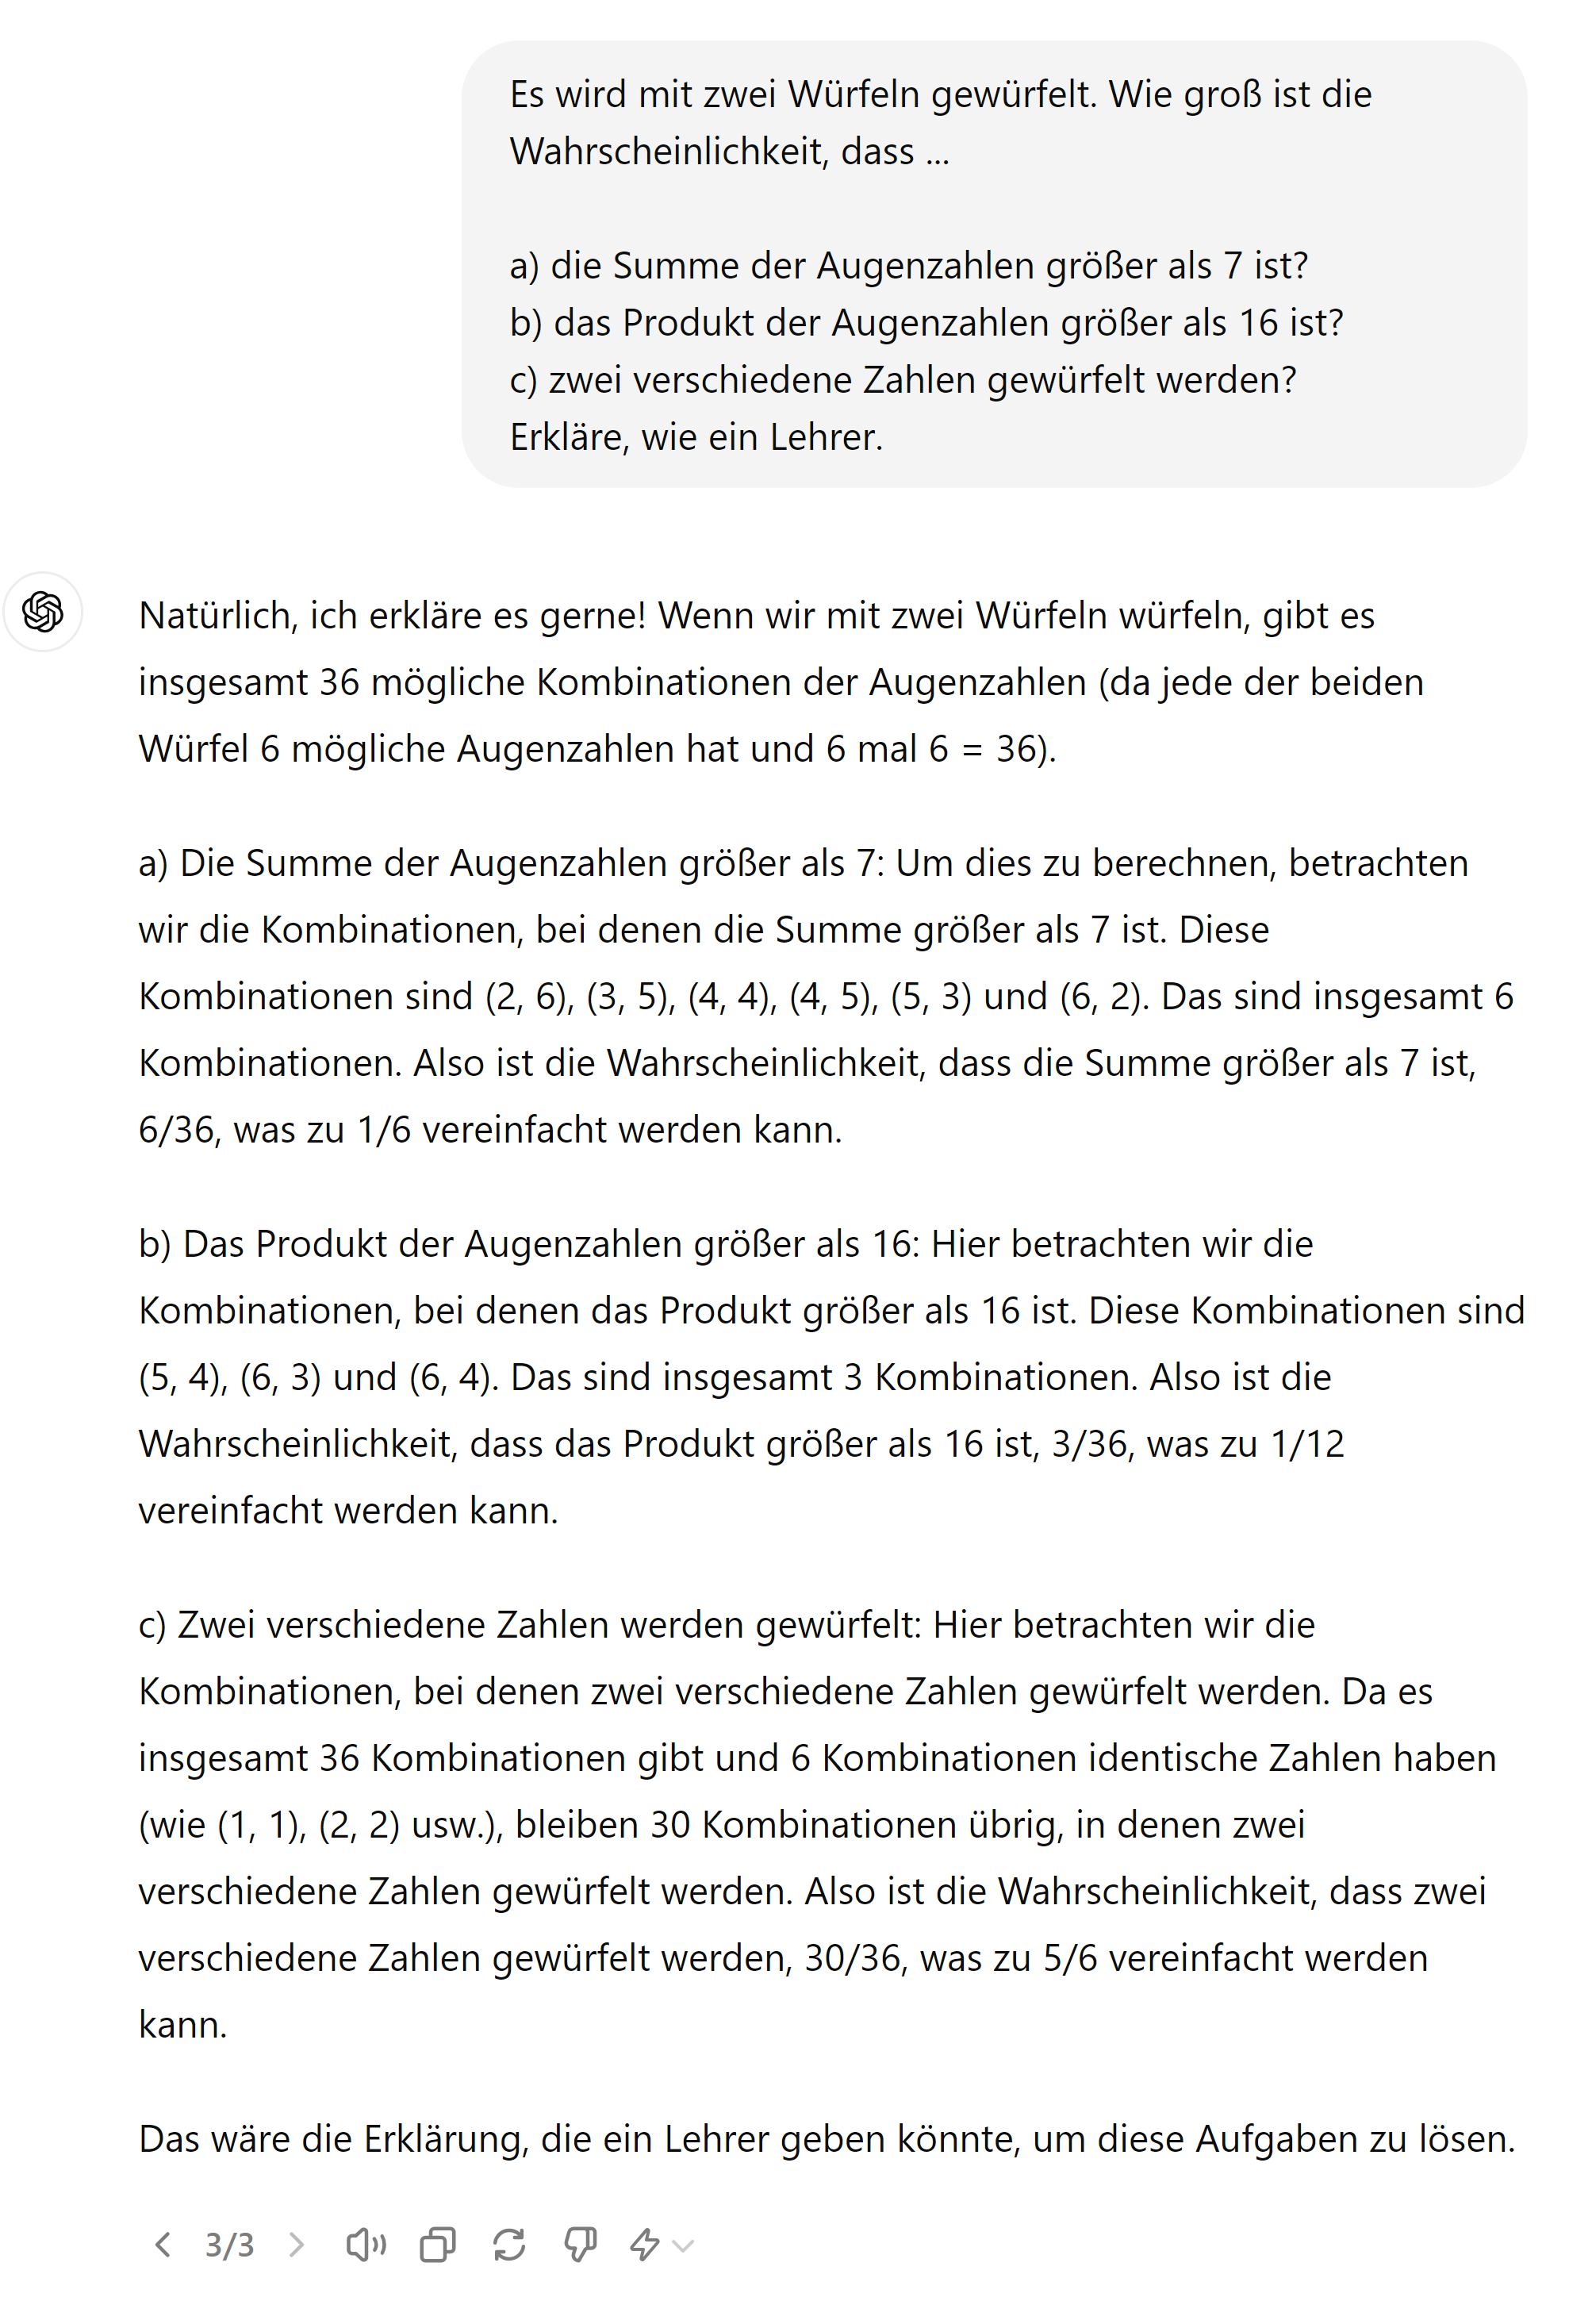 Es wird mit zwei Würfeln gewürfelt. Wie groß ist die
Wahrscheinlichkeit, dass ...
a) die Summe der Augenzahlen größer als 7 ist?
b) das Produkt der Augenzahlen größer als 16 ist?
c) zwei verschiedene Zahlen gewürfelt werden?
Erkläre, wie ein Lehrer.
Natürlich, ich erkläre es gerne! Wenn wir mit zwei Würfeln würfeln, gibt es
insgesamt 36 mögliche Kombinationen der Augenzahlen (da jede der beiden
Würfel 6 mögliche Augenzahlen hat und 6 mal 6 = 36).
a) Die Summe der Augenzahlen größer als 7: Um dies zu berechnen, betrachten
wir die Kombinationen, bei denen die Summe größer als 7 ist. Diese
Kombinationen sind (2, 6), (3, 5), (4, 4), (4, 5), (5, 3) und (6, 2). Das sind insgesamt 6
Kombinationen. Also ist die Wahrscheinlichkeit, dass die Summe größer als 7 ist,
6/36, was zu 1/6 vereinfacht werden kann.
b) Das Produkt der Augenzahlen größer als 16: Hier betrachten wir die
Kombinationen, bei denen das Produkt größer als 16 ist. Diese Kombinationen sind
(5, 4), (6, 3) und (6, 4). Das sind insgesamt 3 Kombinationen. Also ist die
Wahrscheinlichkeit, dass das Produkt größer als 16 ist, 3/36, was zu 1/12
vereinfacht werden kann.
c) Zwei verschiedene Zahlen werden gewürfelt: Hier betrachten wir die
Kombinationen, bei denen zwei verschiedene Zahlen gewürfelt werden. Da es
insgesamt 36 Kombinationen gibt und 6 Kombinationen identische Zahlen haben
(wie (1, 1), (2, 2) usw.), bleiben 30 Kombinationen übrig, in denen zwei
verschiedene Zahlen gewürfelt werden. Also ist die Wahrscheinlichkeit, dass zwei
verschiedene Zahlen gewürfelt werden, 30/36, was zu 5/6 vereinfacht werden
kann.
Das wäre die Erklärung, die ein Lehrer geben könnte, um diese Aufgaben zu lösen.
3/3